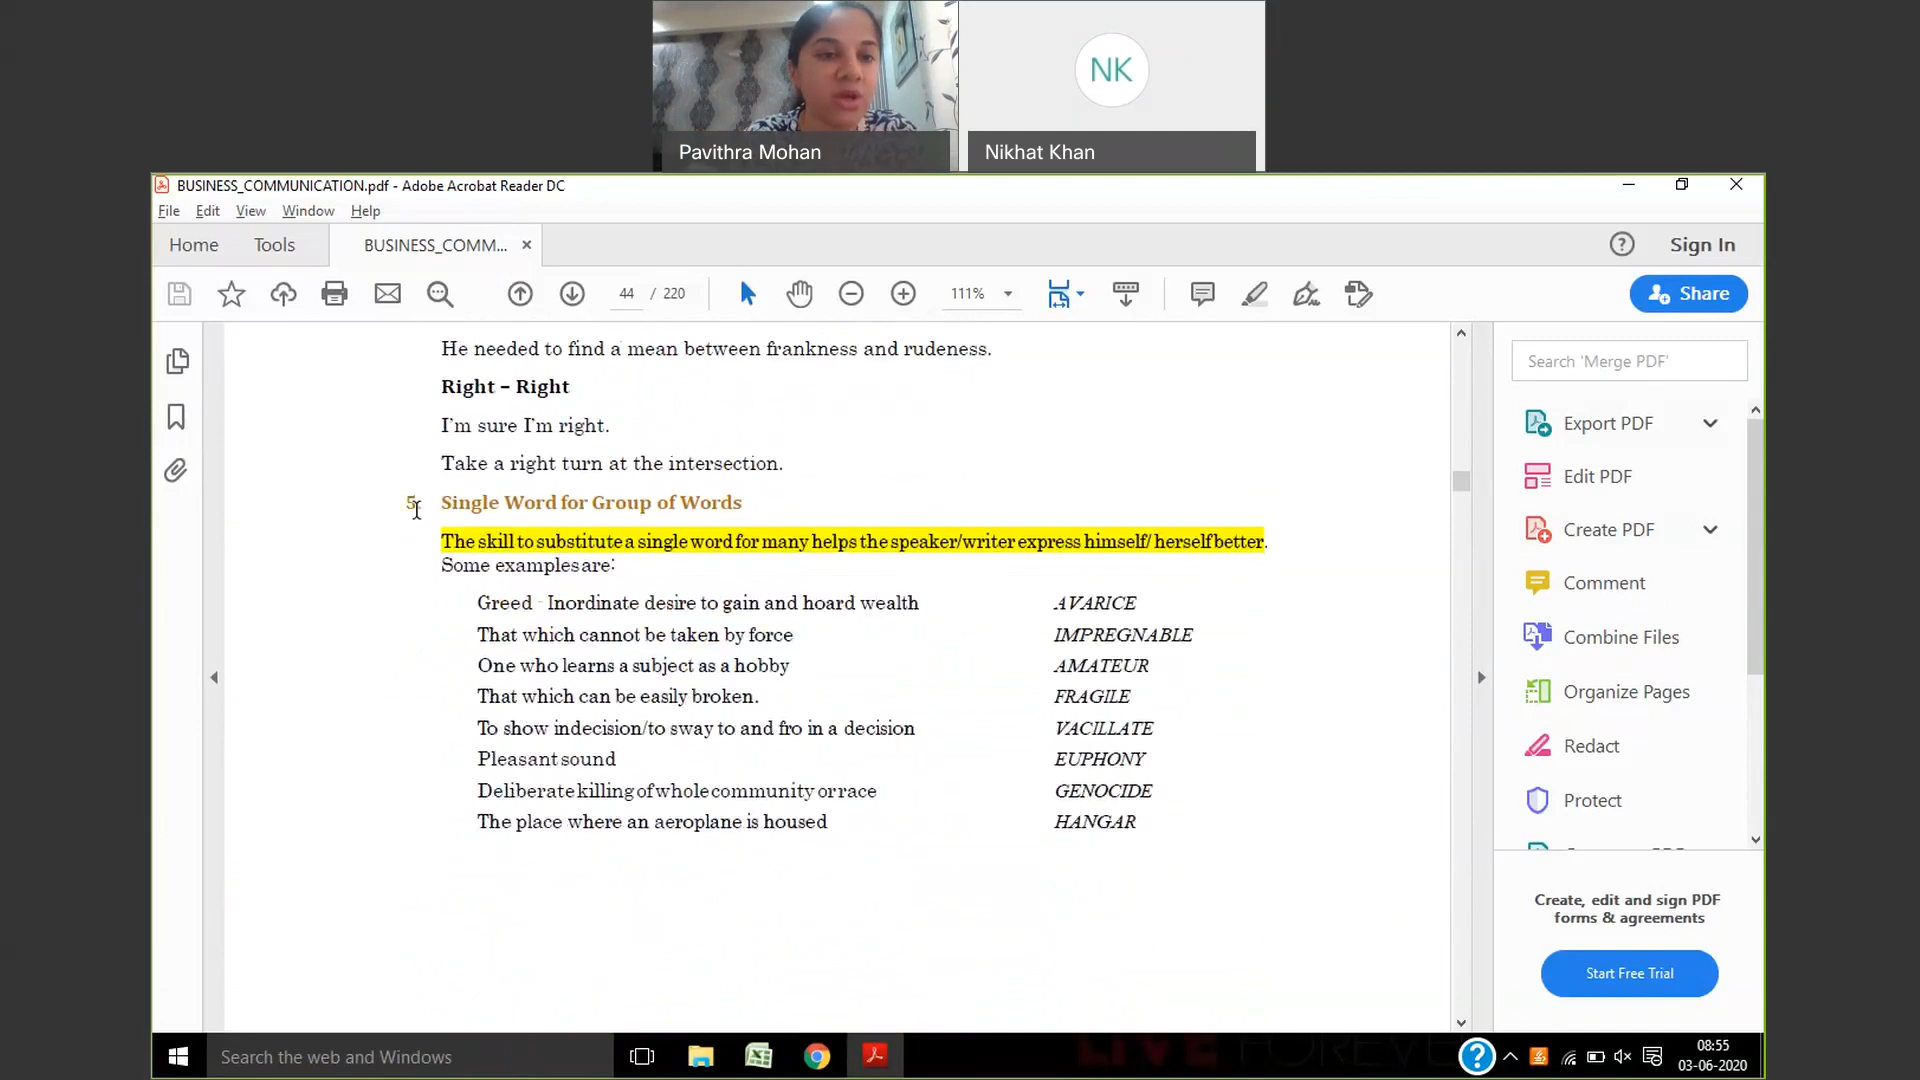 NK
Pavithra Mohan
Nikhat Khan
BUSINESS_COMMUNICATION.pdf - Adobe Acrobat Reader DC
File Edit View Window Help
Home Tools BUSINESS_COMM... × Sign In
44 / 220 111% Share
He needed to find a mean between frankness and rudeness.
Right – Right
I'm sure I'm right.
Take a right turn at the intersection.
5. Single Word for Group of Words
The skill to substitute a single word for many helps the speaker/writer express himself/ herself better.
Some examples are:
Greed - Inordinate desire to gain and hoard wealth AVARICE
That which cannot be taken by force IMPREGNABLE
One who learns a subject as a hobby AMATEUR
That which can be easily broken. FRAGILE
To show indecision/to sway to and fro in a decision VACILLATE
Pleasant sound EUPHONY
Deliberate killing of whole community or race GENOCIDE
The place where an aeroplane is housed HANGAR
Search 'Merge PDF'
Export PDF
Edit PDF
Create PDF
Comment
Combine Files
Organize Pages
Redact
Protect
Create, edit and sign PDF
forms & agreements
Start Free Trial
Search the web and Windows
LIVE FOREVE
08:55
03-06-2020